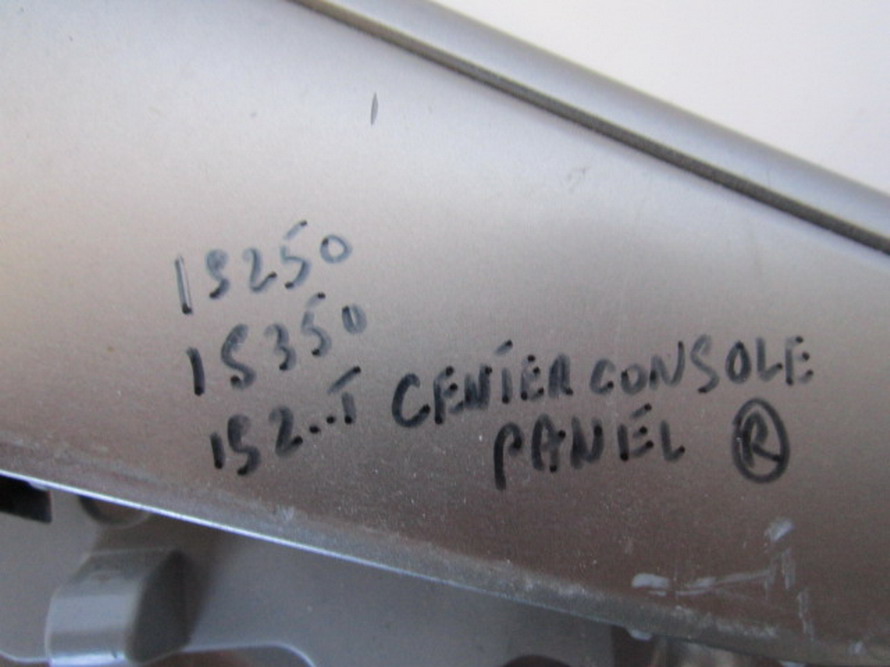 IS250
IS350
IS2..T CENTER CONSOLE
PANEL Ⓡ